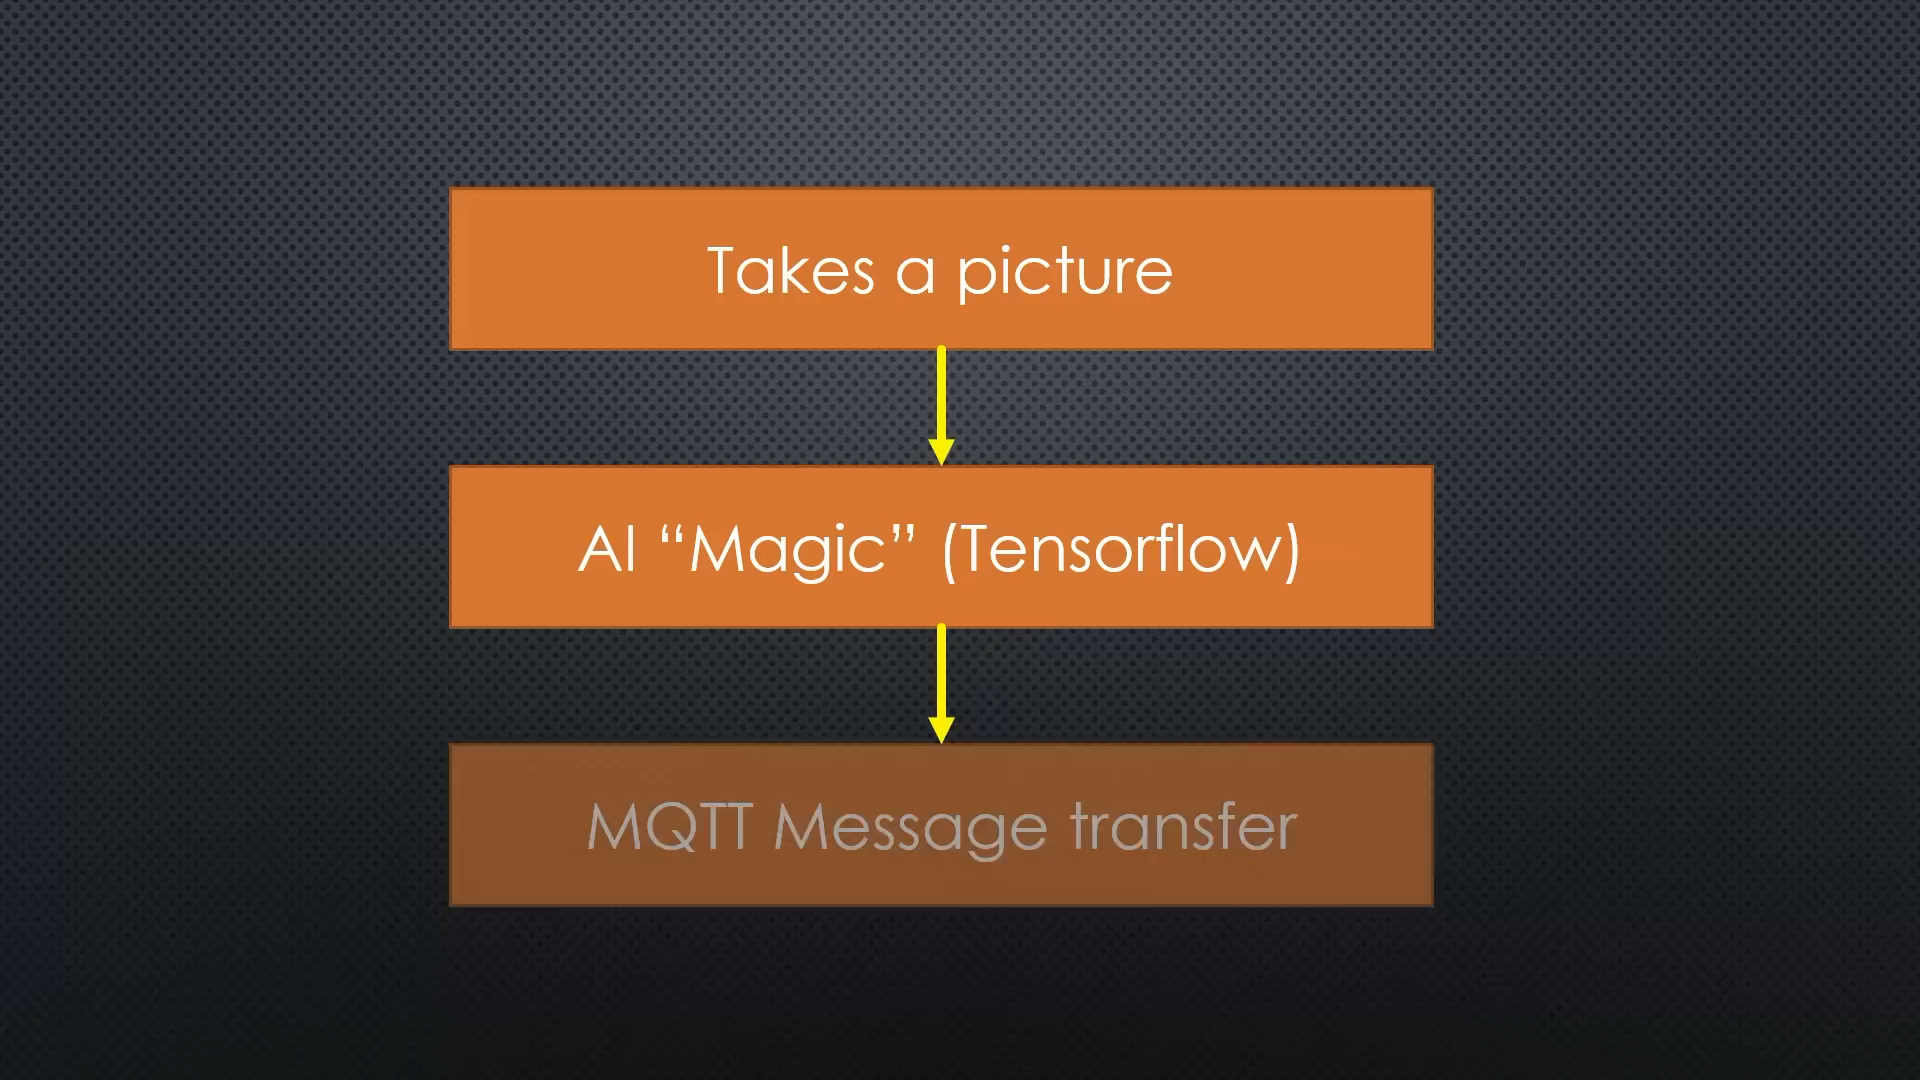 Takes a picture
AI “Magic” (Tensorflow)
MQTT Message transfer